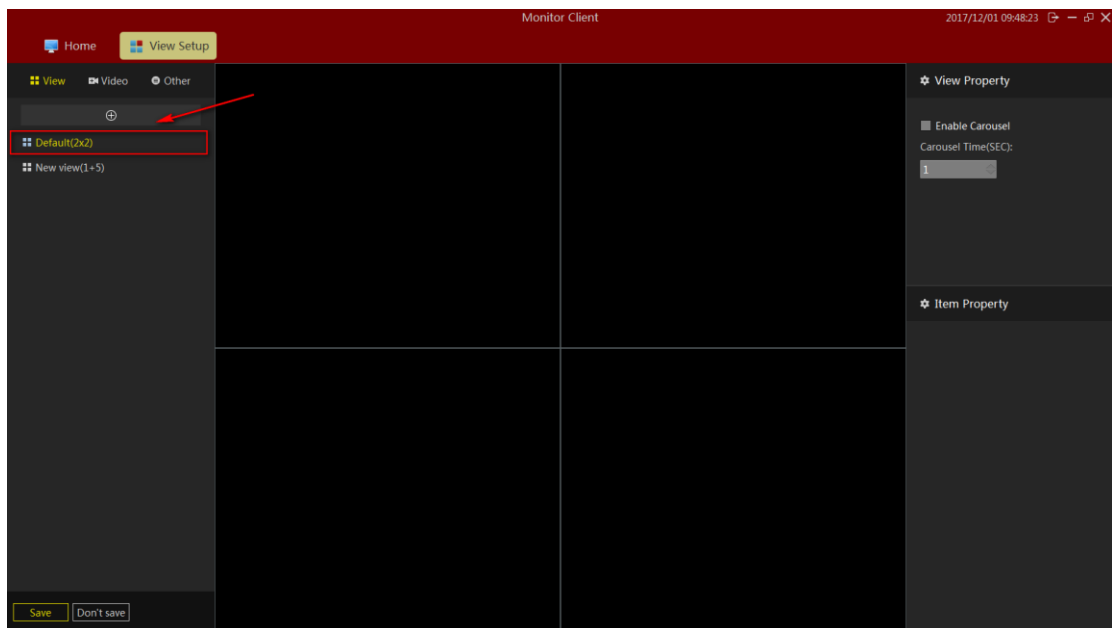 Monitor Client
2017/12/01 09:48:23
Home
View Setup
View Video Other
Default(2x2)
New view(1+5)
Save Don't save
View Property
Enable Carousel
Carousel Time(SEC):
1
Item Property